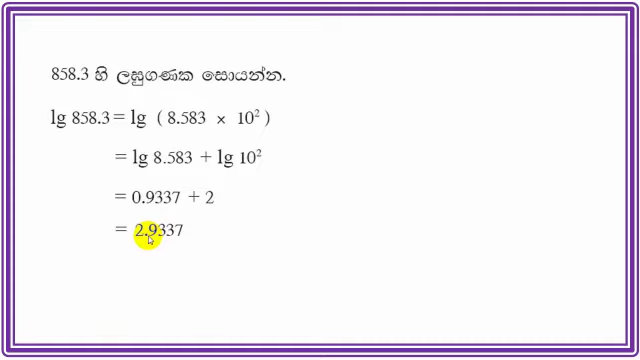 858.3 හි ලඝුගණක සොයන්න.
lg 858.3 = lg ( 8.583 × 10² )
= lg 8.583 + lg 10²
= 0.9337 + 2
= 2.9337